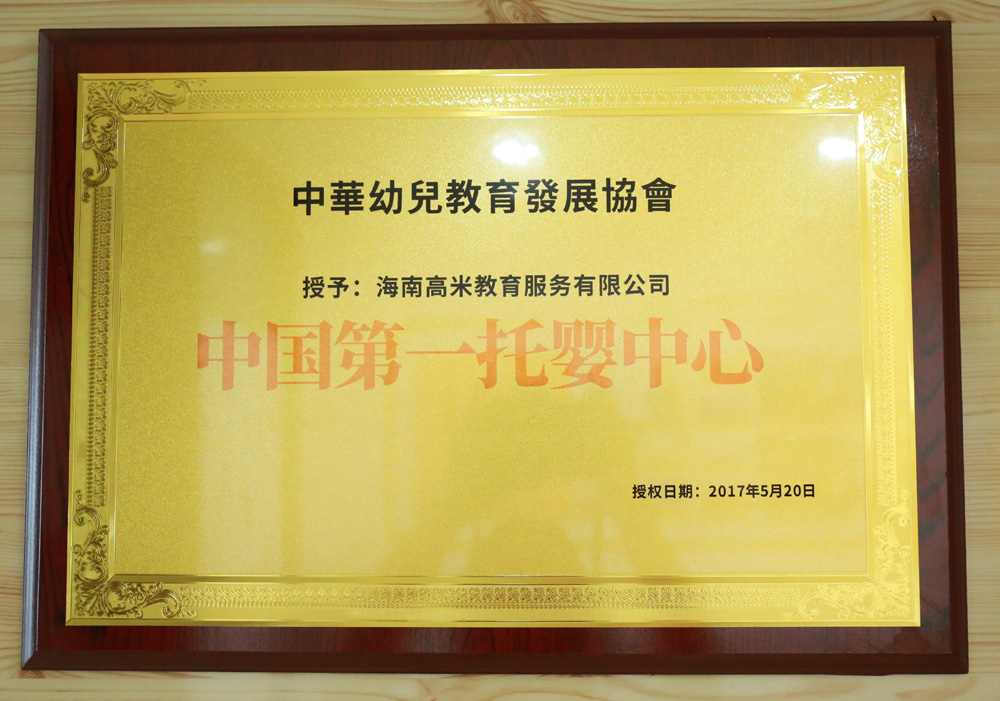 中華幼兒教育發展協會
授予：海南高米教育服务有限公司
中国第一托婴中心
授权日期：2017年5月20日